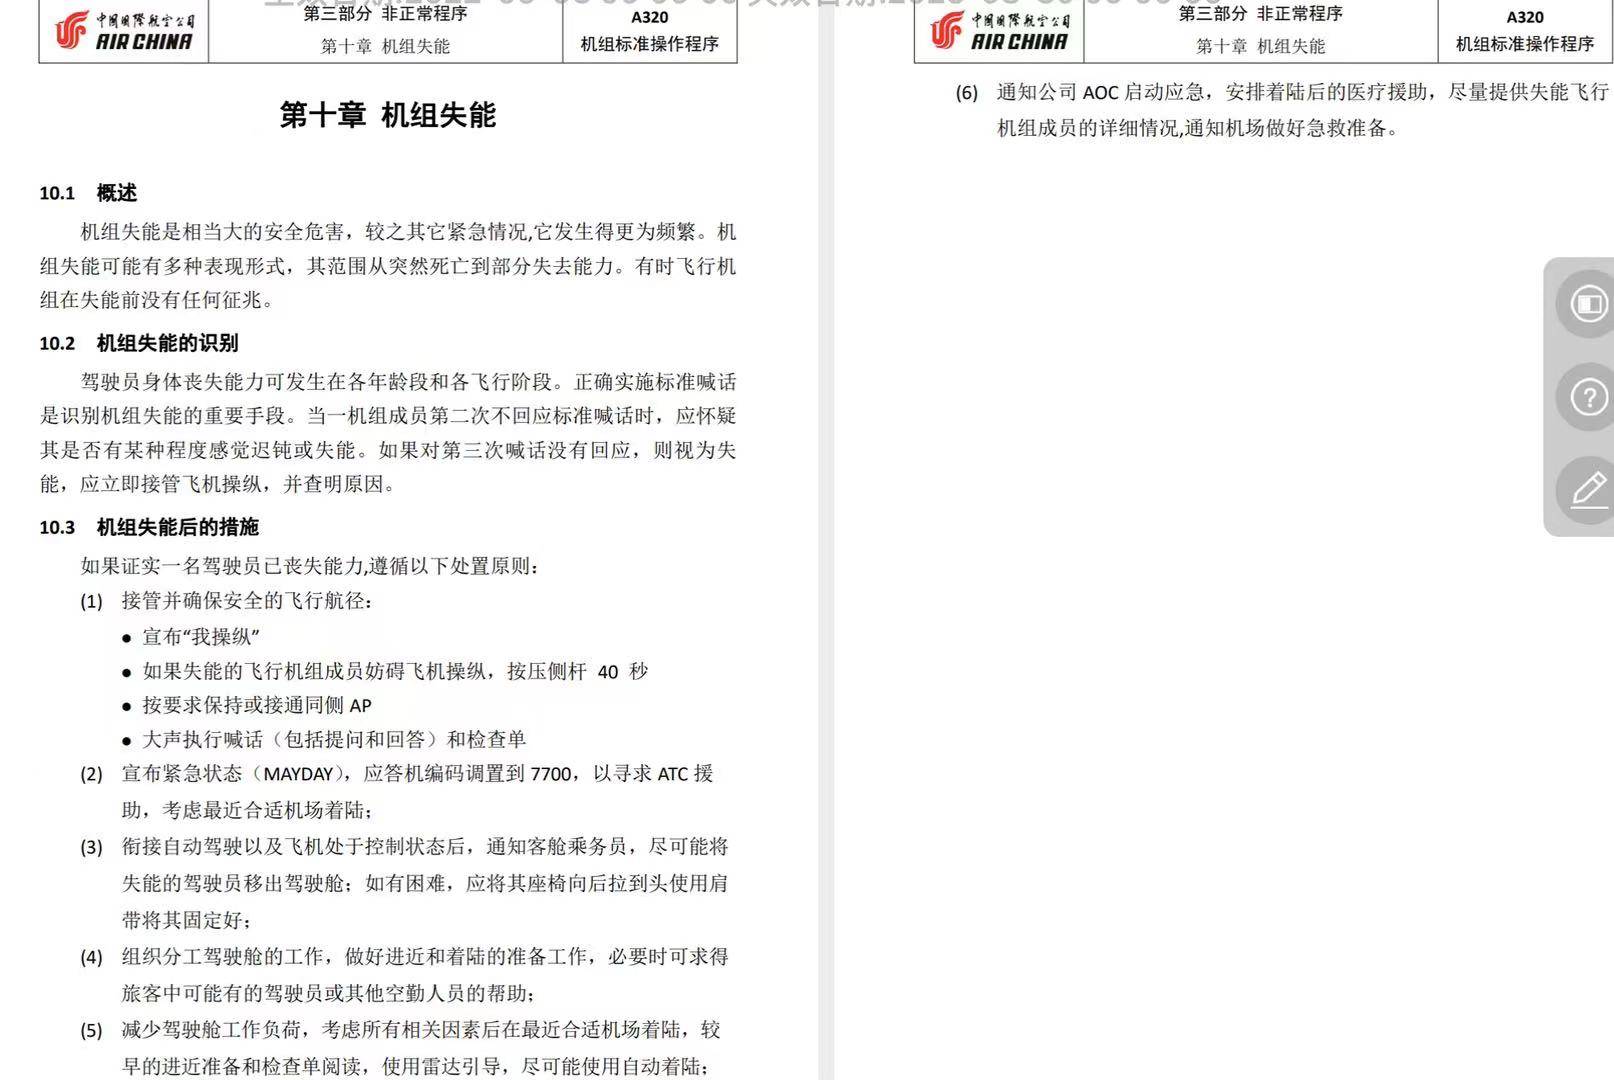 中国国际航空公司
AIR CHINA
第三部分 非正常程序
第十章 机组失能
A320
机组标准操作程序
第十章 机组失能
10.1 概述
机组失能是相当大的安全危害，较之其它紧急情况,它发生得更为频繁。机
组失能可能有多种表现形式，其范围从突然死亡到部分失去能力。有时飞行机
组在失能前没有任何征兆。
10.2 机组失能的识别
驾驶员身体丧失能力可发生在各年龄段和各飞行阶段。正确实施标准喊话
是识别机组失能的重要手段。当一机组成员第二次不回应标准喊话时，应怀疑
其是否有某种程度感觉迟钝或失能。如果对第三次喊话没有回应，则视为失
能，应立即接管飞机操纵，并查明原因。
10.3 机组失能后的措施
如果证实一名驾驶员已丧失能力,遵循以下处置原则：
(1) 接管并确保安全的飞行航径：
● 宣布“我操纵”
● 如果失能的飞行机组成员妨碍飞机操纵，按压侧杆 40 秒
● 按要求保持或接通同侧 AP
● 大声执行喊话（包括提问和回答）和检查单
(2) 宣布紧急状态（MAYDAY），应答机编码调置到 7700，以寻求 ATC 援
助，考虑最近合适机场着陆；
(3) 衔接自动驾驶以及飞机处于控制状态后，通知客舱乘务员，尽可能将
失能的驾驶员移出驾驶舱；如有困难，应将其座椅向后拉到头使用肩
带将其固定好；
(4) 组织分工驾驶舱的工作，做好进近和着陆的准备工作，必要时可求得
旅客中可能有的驾驶员或其他空勤人员的帮助；
(5) 减少驾驶舱工作负荷，考虑所有相关因素后在最近合适机场着陆，较
早的进近准备和检查单阅读，使用雷达引导，尽可能使用自动着陆；
中国国际航空公司
AIR CHINA
第三部分 非正常程序
第十章 机组失能
A320
机组标准操作程序
(6) 通知公司 AOC 启动应急，安排着陆后的医疗援助，尽量提供失能飞行
机组成员的详细情况,通知机场做好急救准备。